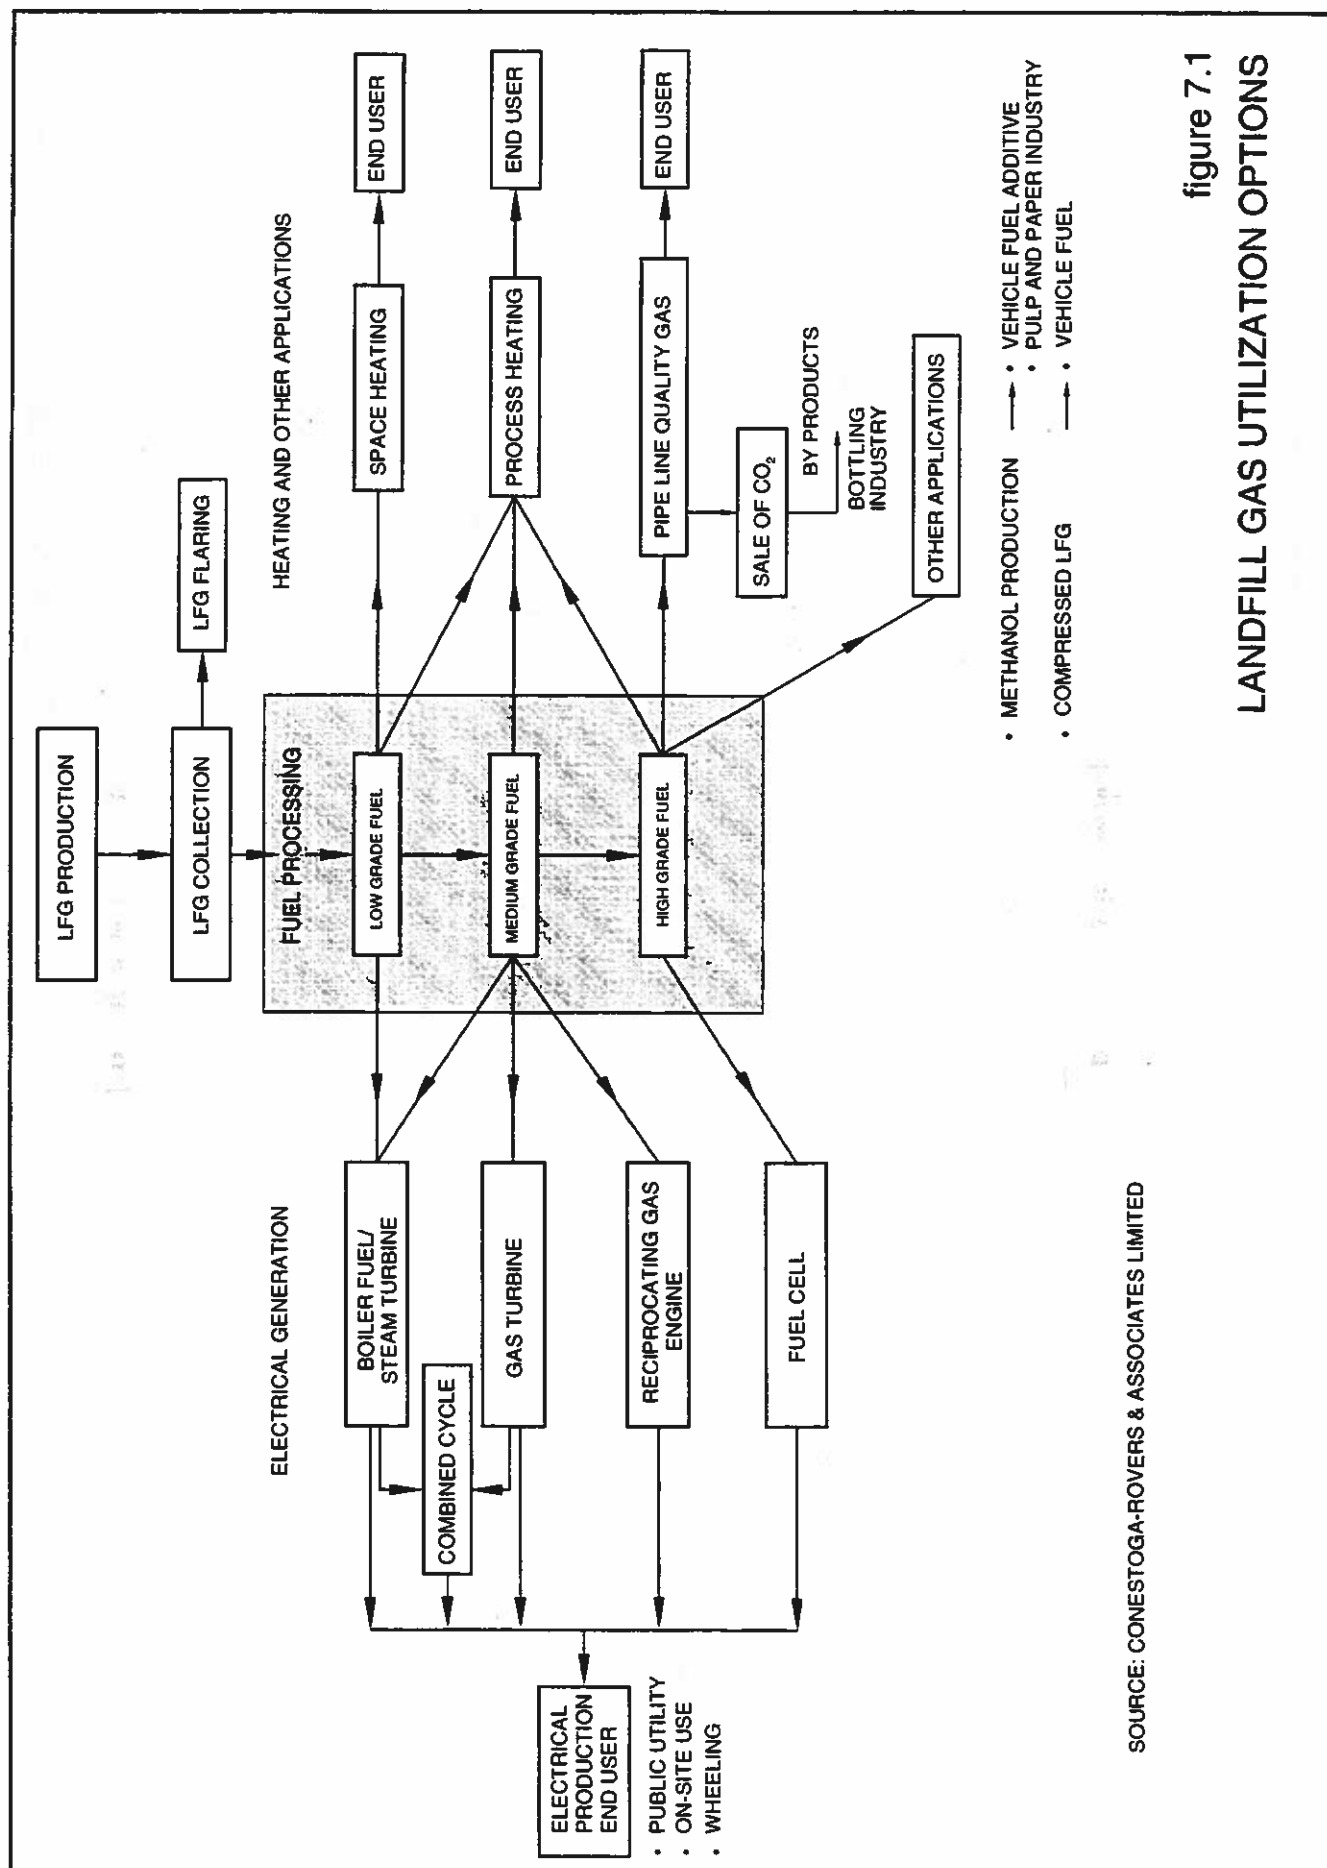 LFG PRODUCTION
LFG COLLECTION
LFG FLARING
ELECTRICAL GENERATION
FUEL PROCESSING
HEATING AND OTHER APPLICATIONS
BOILER FUEL/
STEAM TURBINE
LOW GRADE FUEL
SPACE HEATING
END USER
COMBINED CYCLE
GAS TURBINE
MEDIUM GRADE FUEL
PROCESS HEATING
END USER
ELECTRICAL
PRODUCTION
END USER
• PUBLIC UTILITY
• ON-SITE USE
• WHEELING
RECIPROCATING GAS
ENGINE
HIGH GRADE FUEL
PIPE LINE QUALITY GAS
END USER
FUEL CELL
SALE OF CO₂
BY PRODUCTS
BOTTLING
INDUSTRY
OTHER APPLICATIONS
• METHANOL PRODUCTION → • VEHICLE FUEL ADDITIVE
• PULP AND PAPER INDUSTRY
• COMPRESSED LFG → • VEHICLE FUEL
SOURCE: CONESTOGA-ROVERS & ASSOCIATES LIMITED
figure 7.1
LANDFILL GAS UTILIZATION OPTIONS